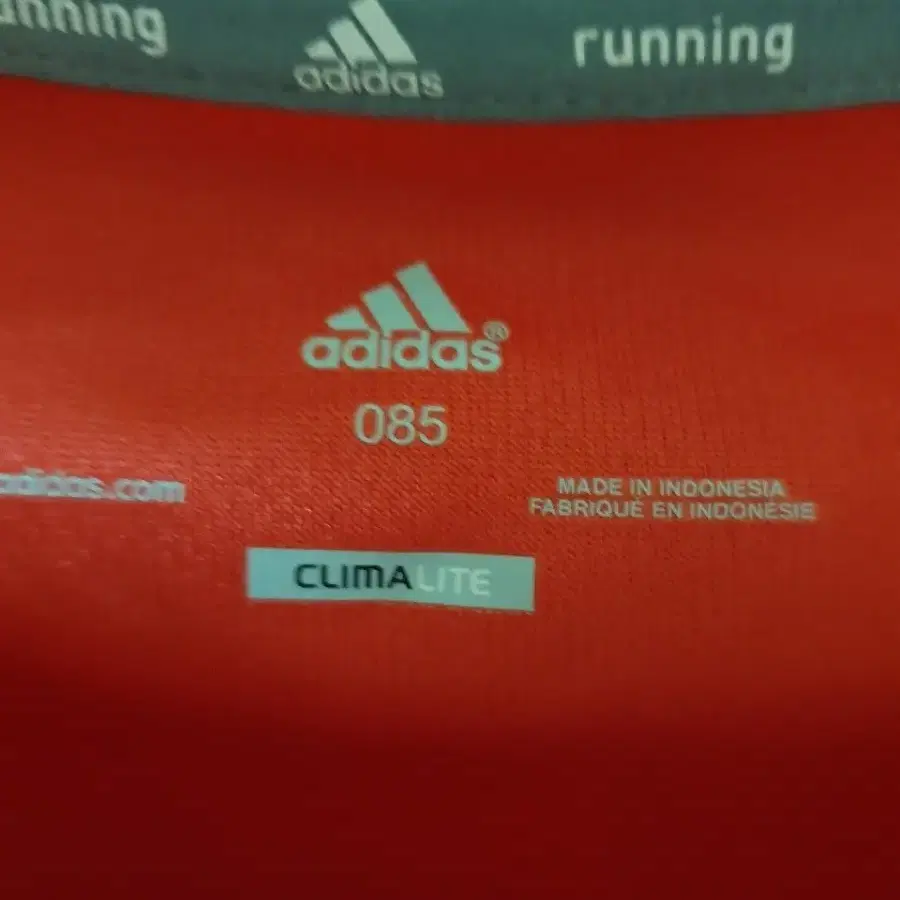 running
adidas
running
adidas®
085
adidas.com
MADE IN INDONESIA
FABRIQUÉ EN INDONÉSIE
CLIMALITE